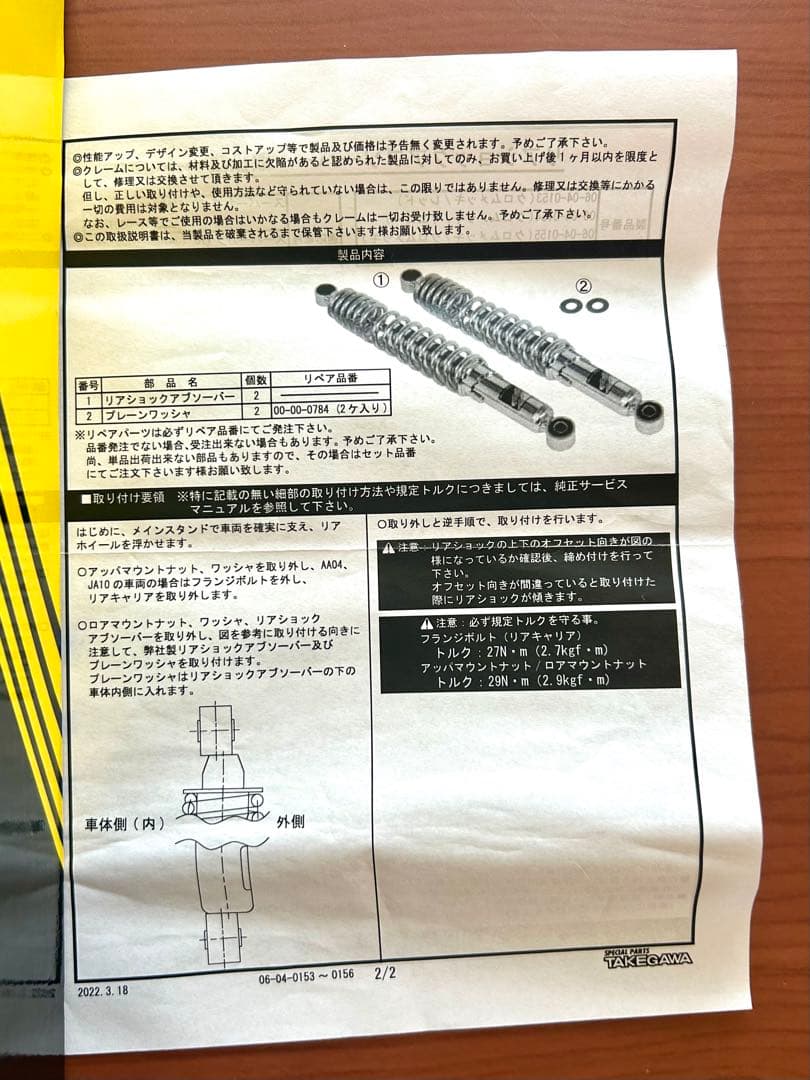 ◎性能アップ、デザイン変更、コストアップ等で製品及び価格は予告無く変更されます。予めご了承下さい。
◎クレームについては、材料及び加工に欠陥があると認められた製品に対してのみ、お買い上げ後1ヶ月以内を限度と
して、修理又は交換させて頂きます。
但し、正しい取り付けや、使用方法など守られていない場合は、この限りではありません。修理又は交換等にかかる
一切の費用は対象となりません。
なお、レース等でご使用の場合はいかなる場合もクレームは一切お受け致しません。予めご了承下さい。
◎この取扱説明書は、当製品を破棄されるまで保管下さいます様お願い致します。
製品内容
① ②
番号 部品名 個数 リペア品番
1 リアショックアブソーバー 2 ―
2 プレーンワッシャ 2 00-00-0784(2ケ入り)
※リペアパーツは必ずリペア品番にてご発注下さい。
品番発注でない場合、受注出来ない場合もあります。予めご了承下さい。
尚、単品出荷出来ない部品もありますので、その場合はセット品番
にてご注文下さいます様お願い致します。
■取り付け要領 ※特に記載の無い細部の取り付け方法や規定トルクにつきましては、純正サービス
マニュアルを参照して下さい。
はじめに、メインスタンドで車両を確実に支え、リア
ホイールを浮かせます。
○アッパマウントナット、ワッシャを取り外し、AA04、
JA10の車両の場合はフランジボルトを外し、
リアキャリアを取り外します。
○ロアマウントナット、ワッシャ、リアショック
アブソーバーを取り外し、図を参考に取り付ける向きに
注意して、弊社製リアショックアブソーバー及び
プレーンワッシャを取り付けます。
プレーンワッシャはリアショックアブソーバーの下の
車体内側に入れます。
車体側(内) 外側
○取り外しと逆手順で、取り付けを行います。
⚠注意:リアショックの上下のオフセット向きが図の
様になっているか確認後、締め付けを行って
下さい。
オフセット向きが間違っていると取り付けた
際にリアショックが傾きます。
⚠注意:必ず規定トルクを守る事。
フランジボルト(リアキャリア)
トルク:27N・m(2.7kgf・m)
アッパマウントナット/ロアマウントナット
トルク:29N・m(2.9kgf・m)
SPECIAL PARTS
TAKEGAWA
2022.3.18
06-04-0153～0156 2/2